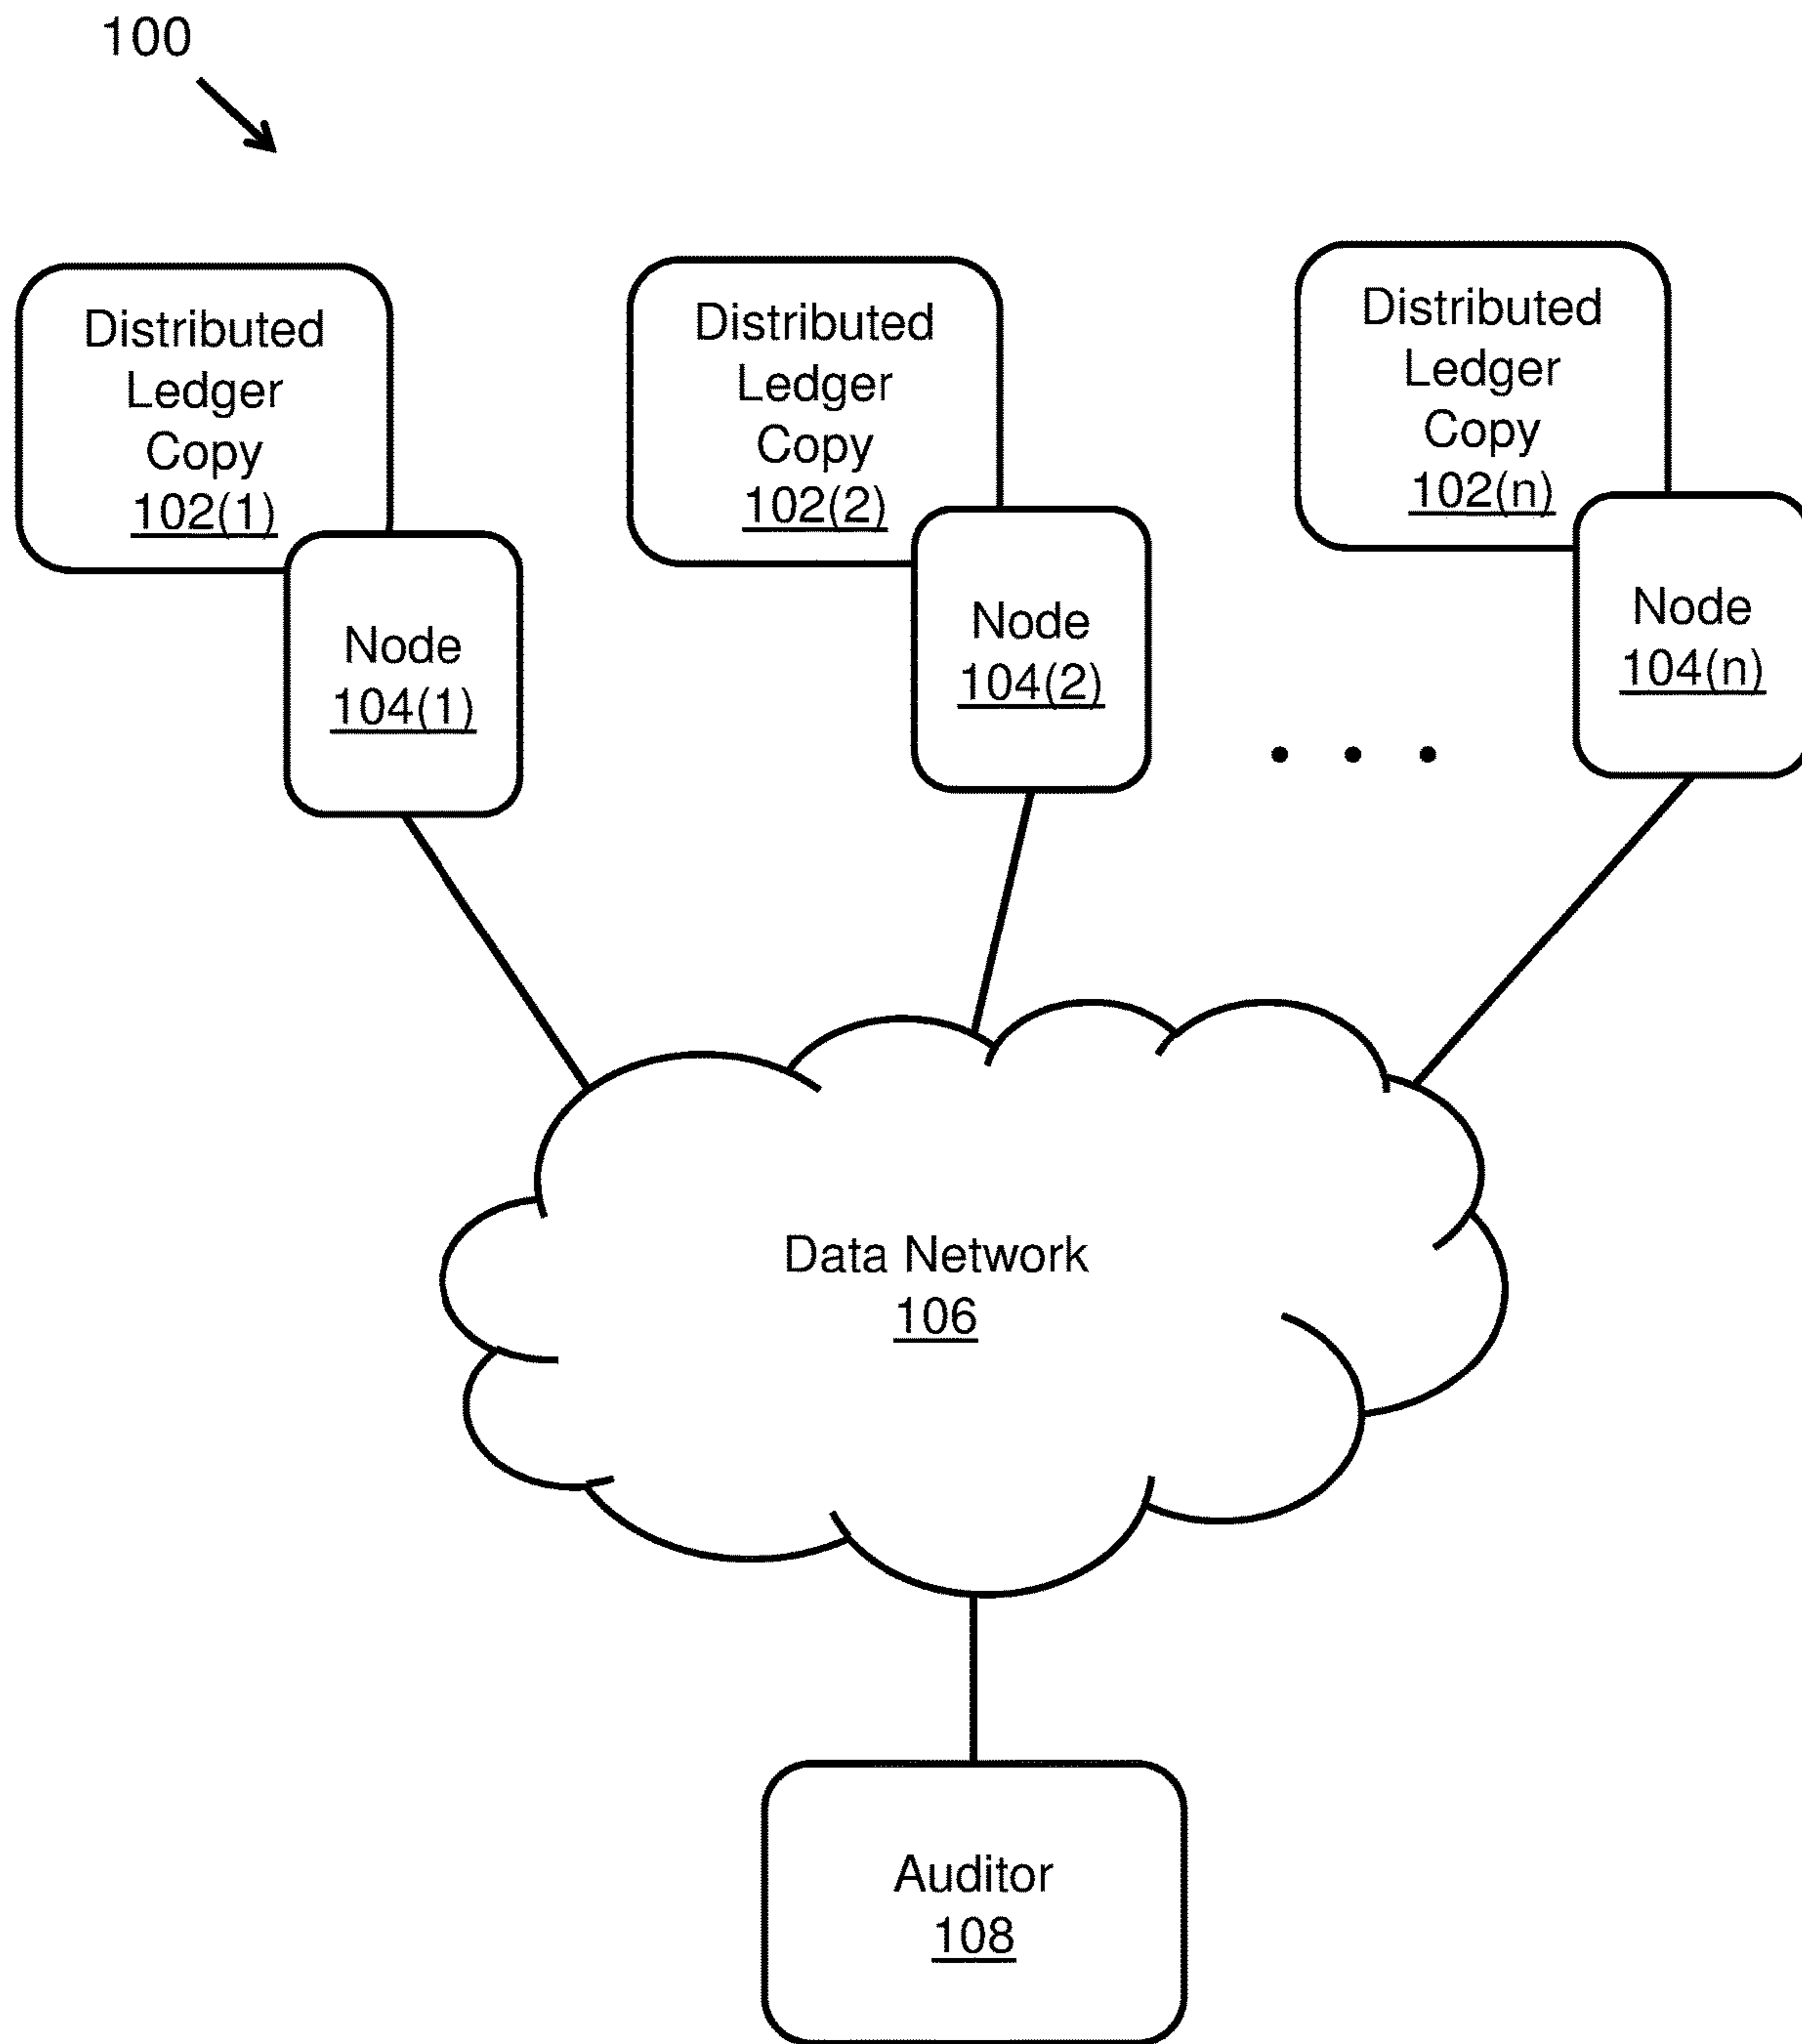 100
Distributed
Ledger
Copy
102(1)
Node
104(1)
Distributed
Ledger
Copy
102(2)
Node
104(2)
. . .
Distributed
Ledger
Copy
102(n)
Node
104(n)
Data Network
106
Auditor
108